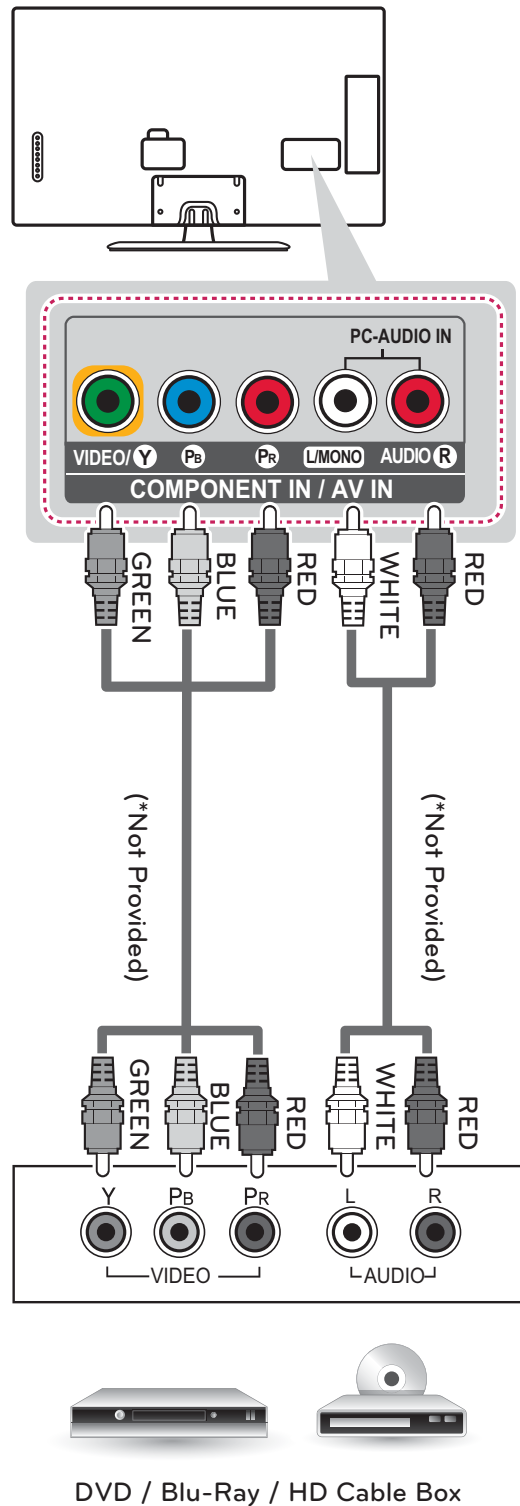 PC-AUDIO IN
VIDEO/ Y PB PR L/MONO AUDIO R
COMPONENT IN / AV IN
GREEN BLUE RED WHITE RED
(*Not Provided) (*Not Provided)
GREEN BLUE RED WHITE RED
Y PB PR L R
VIDEO AUDIO
DVD / Blu-Ray / HD Cable Box